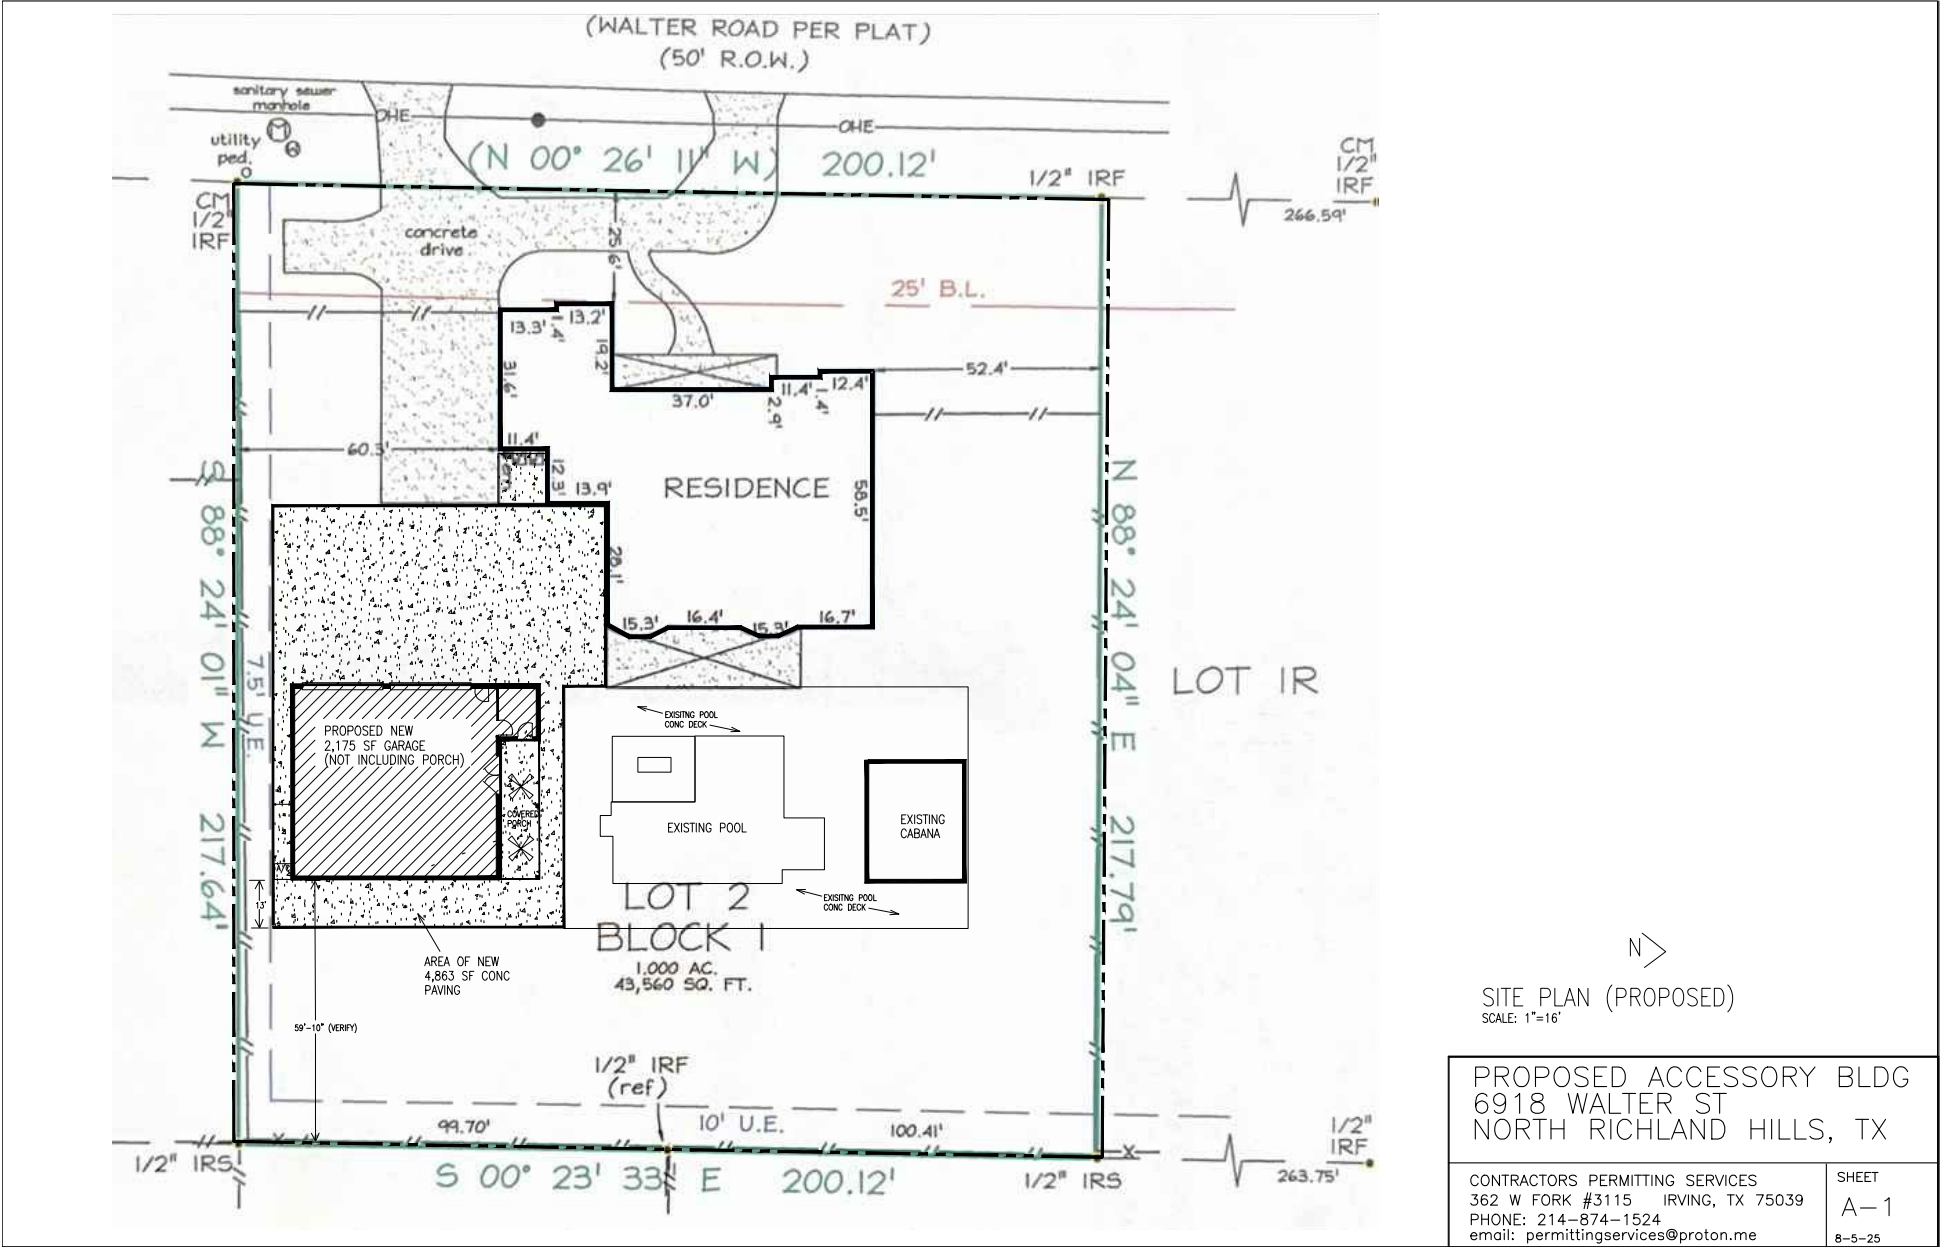 (WALTER ROAD PER PLAT)
(50' R.O.W.)
sanitary sewer
manhole
utility
ped.
OHE
OHE
(N 00° 26' 11" W) 200.12'
1/2" IRF
CM
1/2"
IRF
266.59'
CM
1/2"
IRF
concrete
drive
25.6'
25' B.L.
13.3'
1.4'
13.2'
19.2'
31.6'
37.0'
2.9'
11.4'
1.4'
12.4'
52.4'
60.3'
11.4'
12.3'
13.9'
RESIDENCE
58.5'
28.1'
15.3'
16.4'
15.3'
16.7'
S 88° 24' 01" W 217.64'
7.5' U.E.
N 88° 24' 04" E 217.79'
LOT 1R
PROPOSED NEW
2,175 SF GARAGE
(NOT INCLUDING PORCH)
COVERED
PORCH
EXISITNG POOL
CONC DECK
EXISTING POOL
EXISTING
CABANA
EXISITNG POOL
CONC DECK
LOT 2
BLOCK 1
1.000 AC.
43,560 SQ. FT.
13'
AREA OF NEW
4,863 SF CONC
PAVING
59'-10" (VERIFY)
1/2" IRF
(ref)
99.70'
10' U.E.
100.41'
1/2" IRS
S 00° 23' 33" E 200.12'
1/2" IRS
1/2"
IRF
263.75'
N
SITE PLAN (PROPOSED)
SCALE: 1"=16'
PROPOSED ACCESSORY BLDG
6918 WALTER ST
NORTH RICHLAND HILLS, TX
CONTRACTORS PERMITTING SERVICES
362 W FORK #3115 IRVING, TX 75039
PHONE: 214-874-1524
email: permittingservices@proton.me
SHEET
A-1
8-5-25